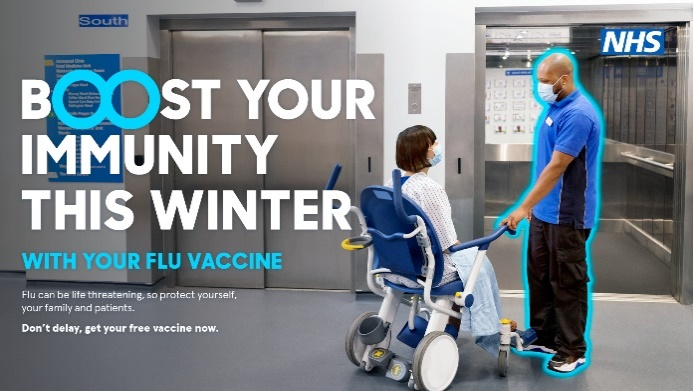 South
NHS
BOOST YOUR
IMMUNITY
THIS WINTER
WITH YOUR FLU VACCINE
Flu can be life threatening, so protect yourself,
your family and patients.
Don't delay, get your free vaccine now.